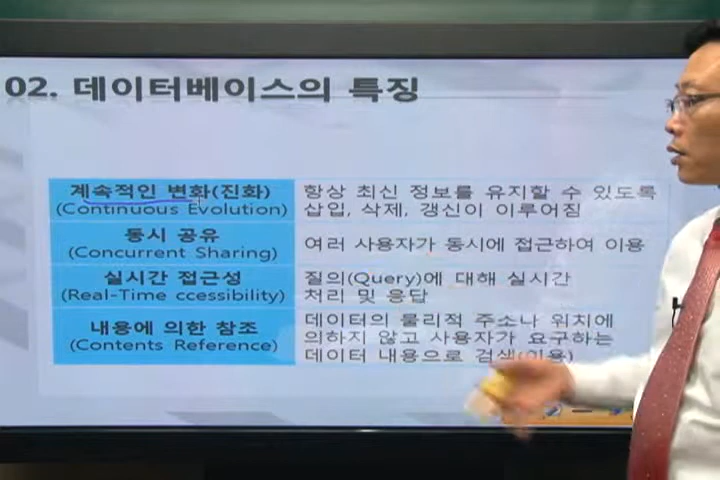 02. 데이터베이스의 특징
계속적인 변화(진화)
(Continuous Evolution)
항상 최신 정보를 유지할 수 있도록
삽입, 삭제, 갱신이 이루어짐
동시 공유
(Concurrent Sharing)
여러 사용자가 동시에 접근하여 이용
실시간 접근성
(Real-Time ccessibility)
질의(Query)에 대해 실시간
처리 및 응답
내용에 의한 참조
(Contents Reference)
데이터의 물리적 주소나 위치에
의하지 않고 사용자가 요구하는
데이터 내용으로 검색(이용)